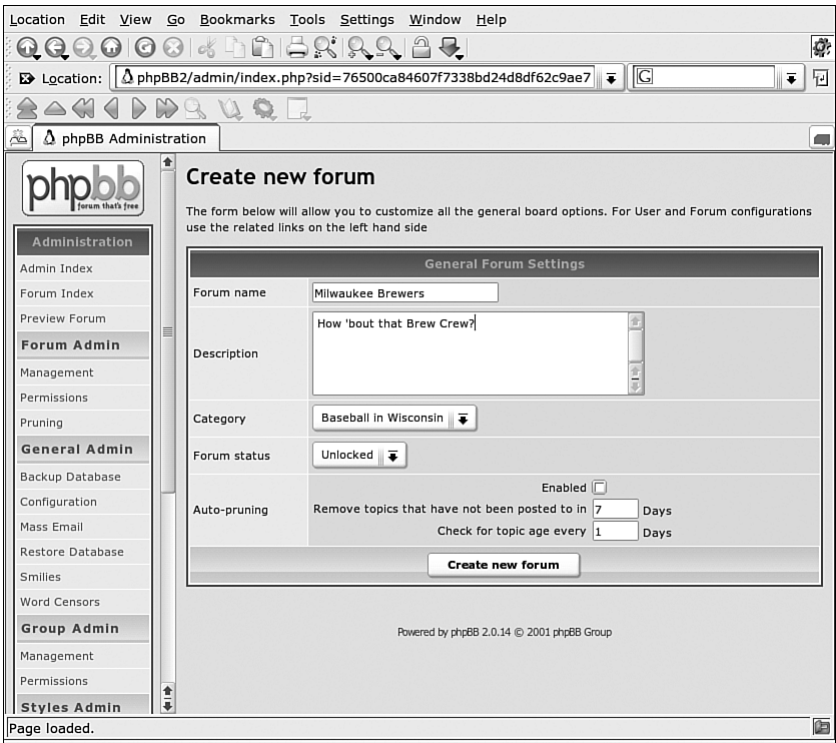 Location Edit View Go Bookmarks Tools Settings Window Help
Location: phpBB2/admin/index.php?sid=76500ca84607f7338bd24d8df62c9ae7 G
phpBB Administration
phpbb
forum that's free
Administration
Admin Index
Forum Index
Preview Forum
Forum Admin
Management
Permissions
Pruning
General Admin
Backup Database
Configuration
Mass Email
Restore Database
Smilies
Word Censors
Group Admin
Management
Permissions
Styles Admin
Create new forum
The form below will allow you to customize all the general board options. For User and Forum configurations
use the related links on the left hand side
General Forum Settings
Forum name Milwaukee Brewers
Description How 'bout that Brew Crew?
Category Baseball in Wisconsin
Forum status Unlocked
Auto-pruning
Enabled
Remove topics that have not been posted to in 7 Days
Check for topic age every 1 Days
Create new forum
Powered by phpBB 2.0.14 © 2001 phpBB Group
Page loaded.